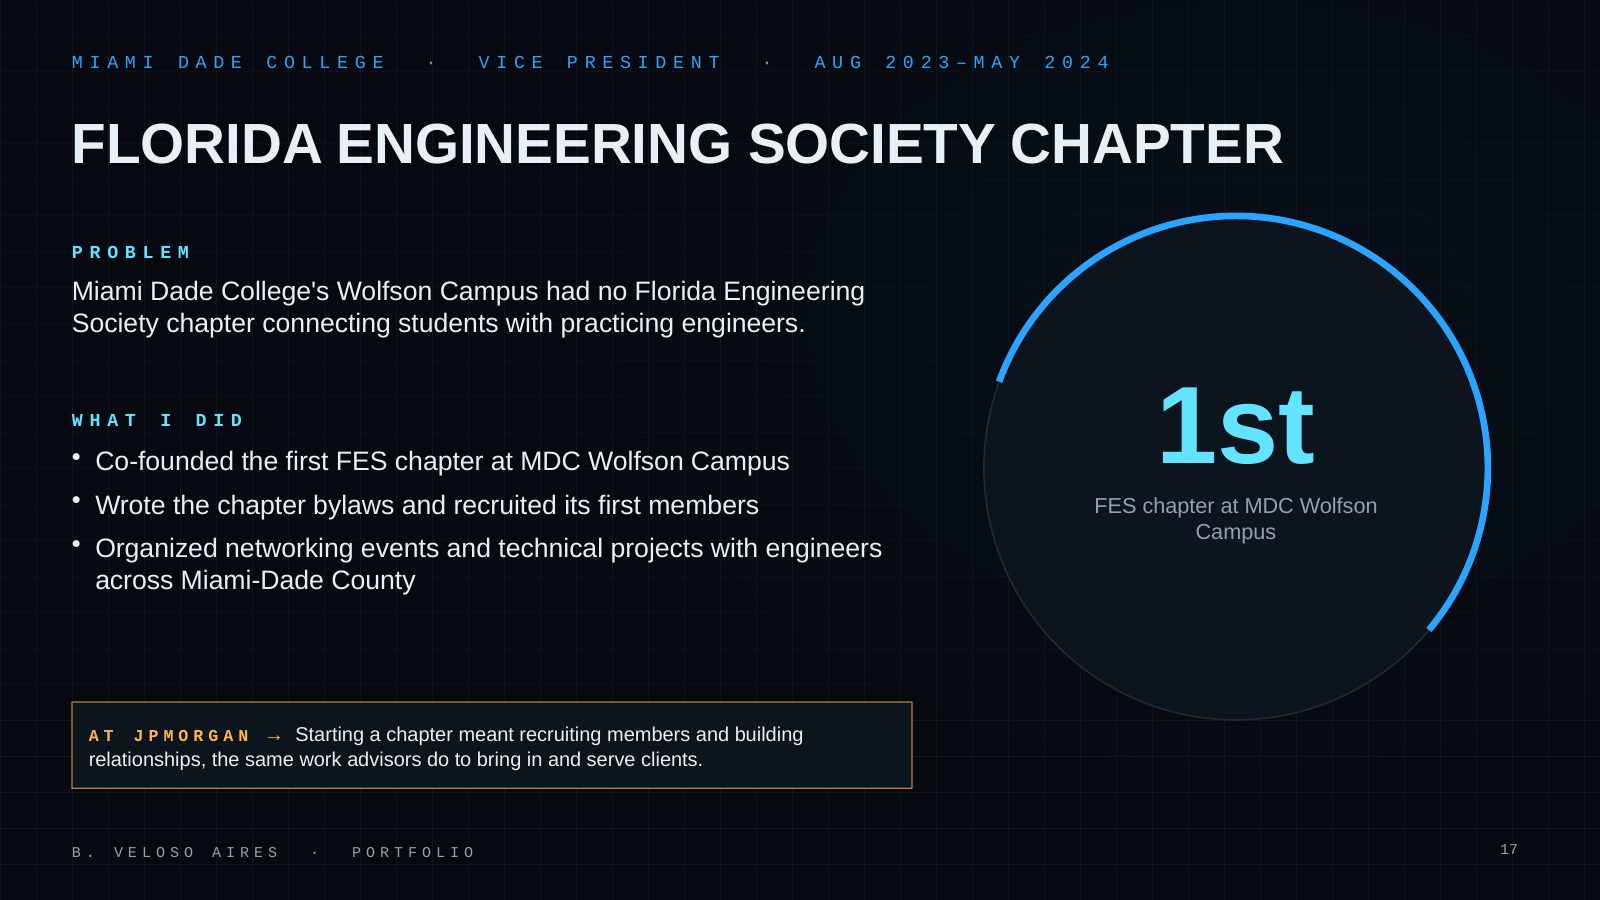 MIAMI DADE COLLEGE · VICE PRESIDENT · AUG 2023–MAY 2024
FLORIDA ENGINEERING SOCIETY CHAPTER
PROBLEM
Miami Dade College's Wolfson Campus had no Florida Engineering
Society chapter connecting students with practicing engineers.
WHAT I DID
• Co-founded the first FES chapter at MDC Wolfson Campus
• Wrote the chapter bylaws and recruited its first members
• Organized networking events and technical projects with engineers
across Miami-Dade County
1st
FES chapter at MDC Wolfson
Campus
AT JPMORGAN → Starting a chapter meant recruiting members and building
relationships, the same work advisors do to bring in and serve clients.
B. VELOSO AIRES · PORTFOLIO
17